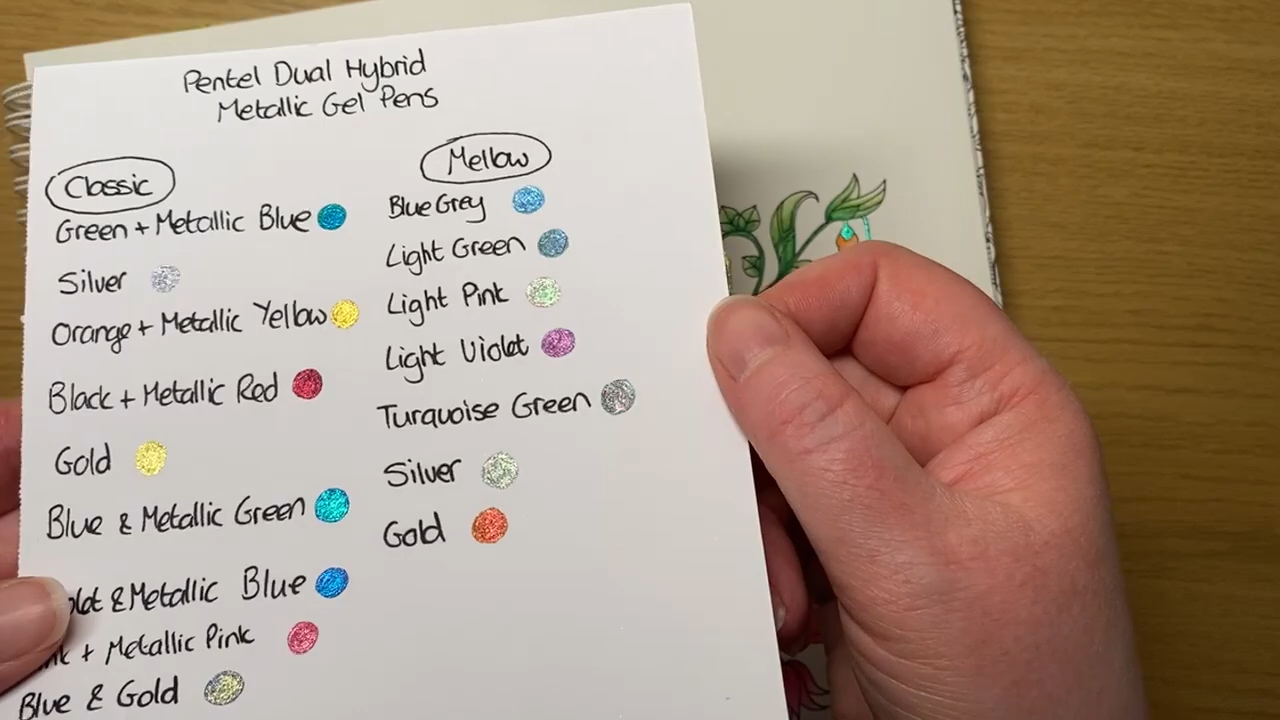 Pentel Dual Hybrid
Metallic Gel Pens
Classic
Green + Metallic Blue
Silver
Orange + Metallic Yellow
Black + Metallic Red
Gold
Blue & Metallic Green
& Metallic Blue
+ Metallic Pink
Blue & Gold
Mellow
Blue Grey
Light Green
Light Pink
Light Violet
Turquoise Green
Silver
Gold